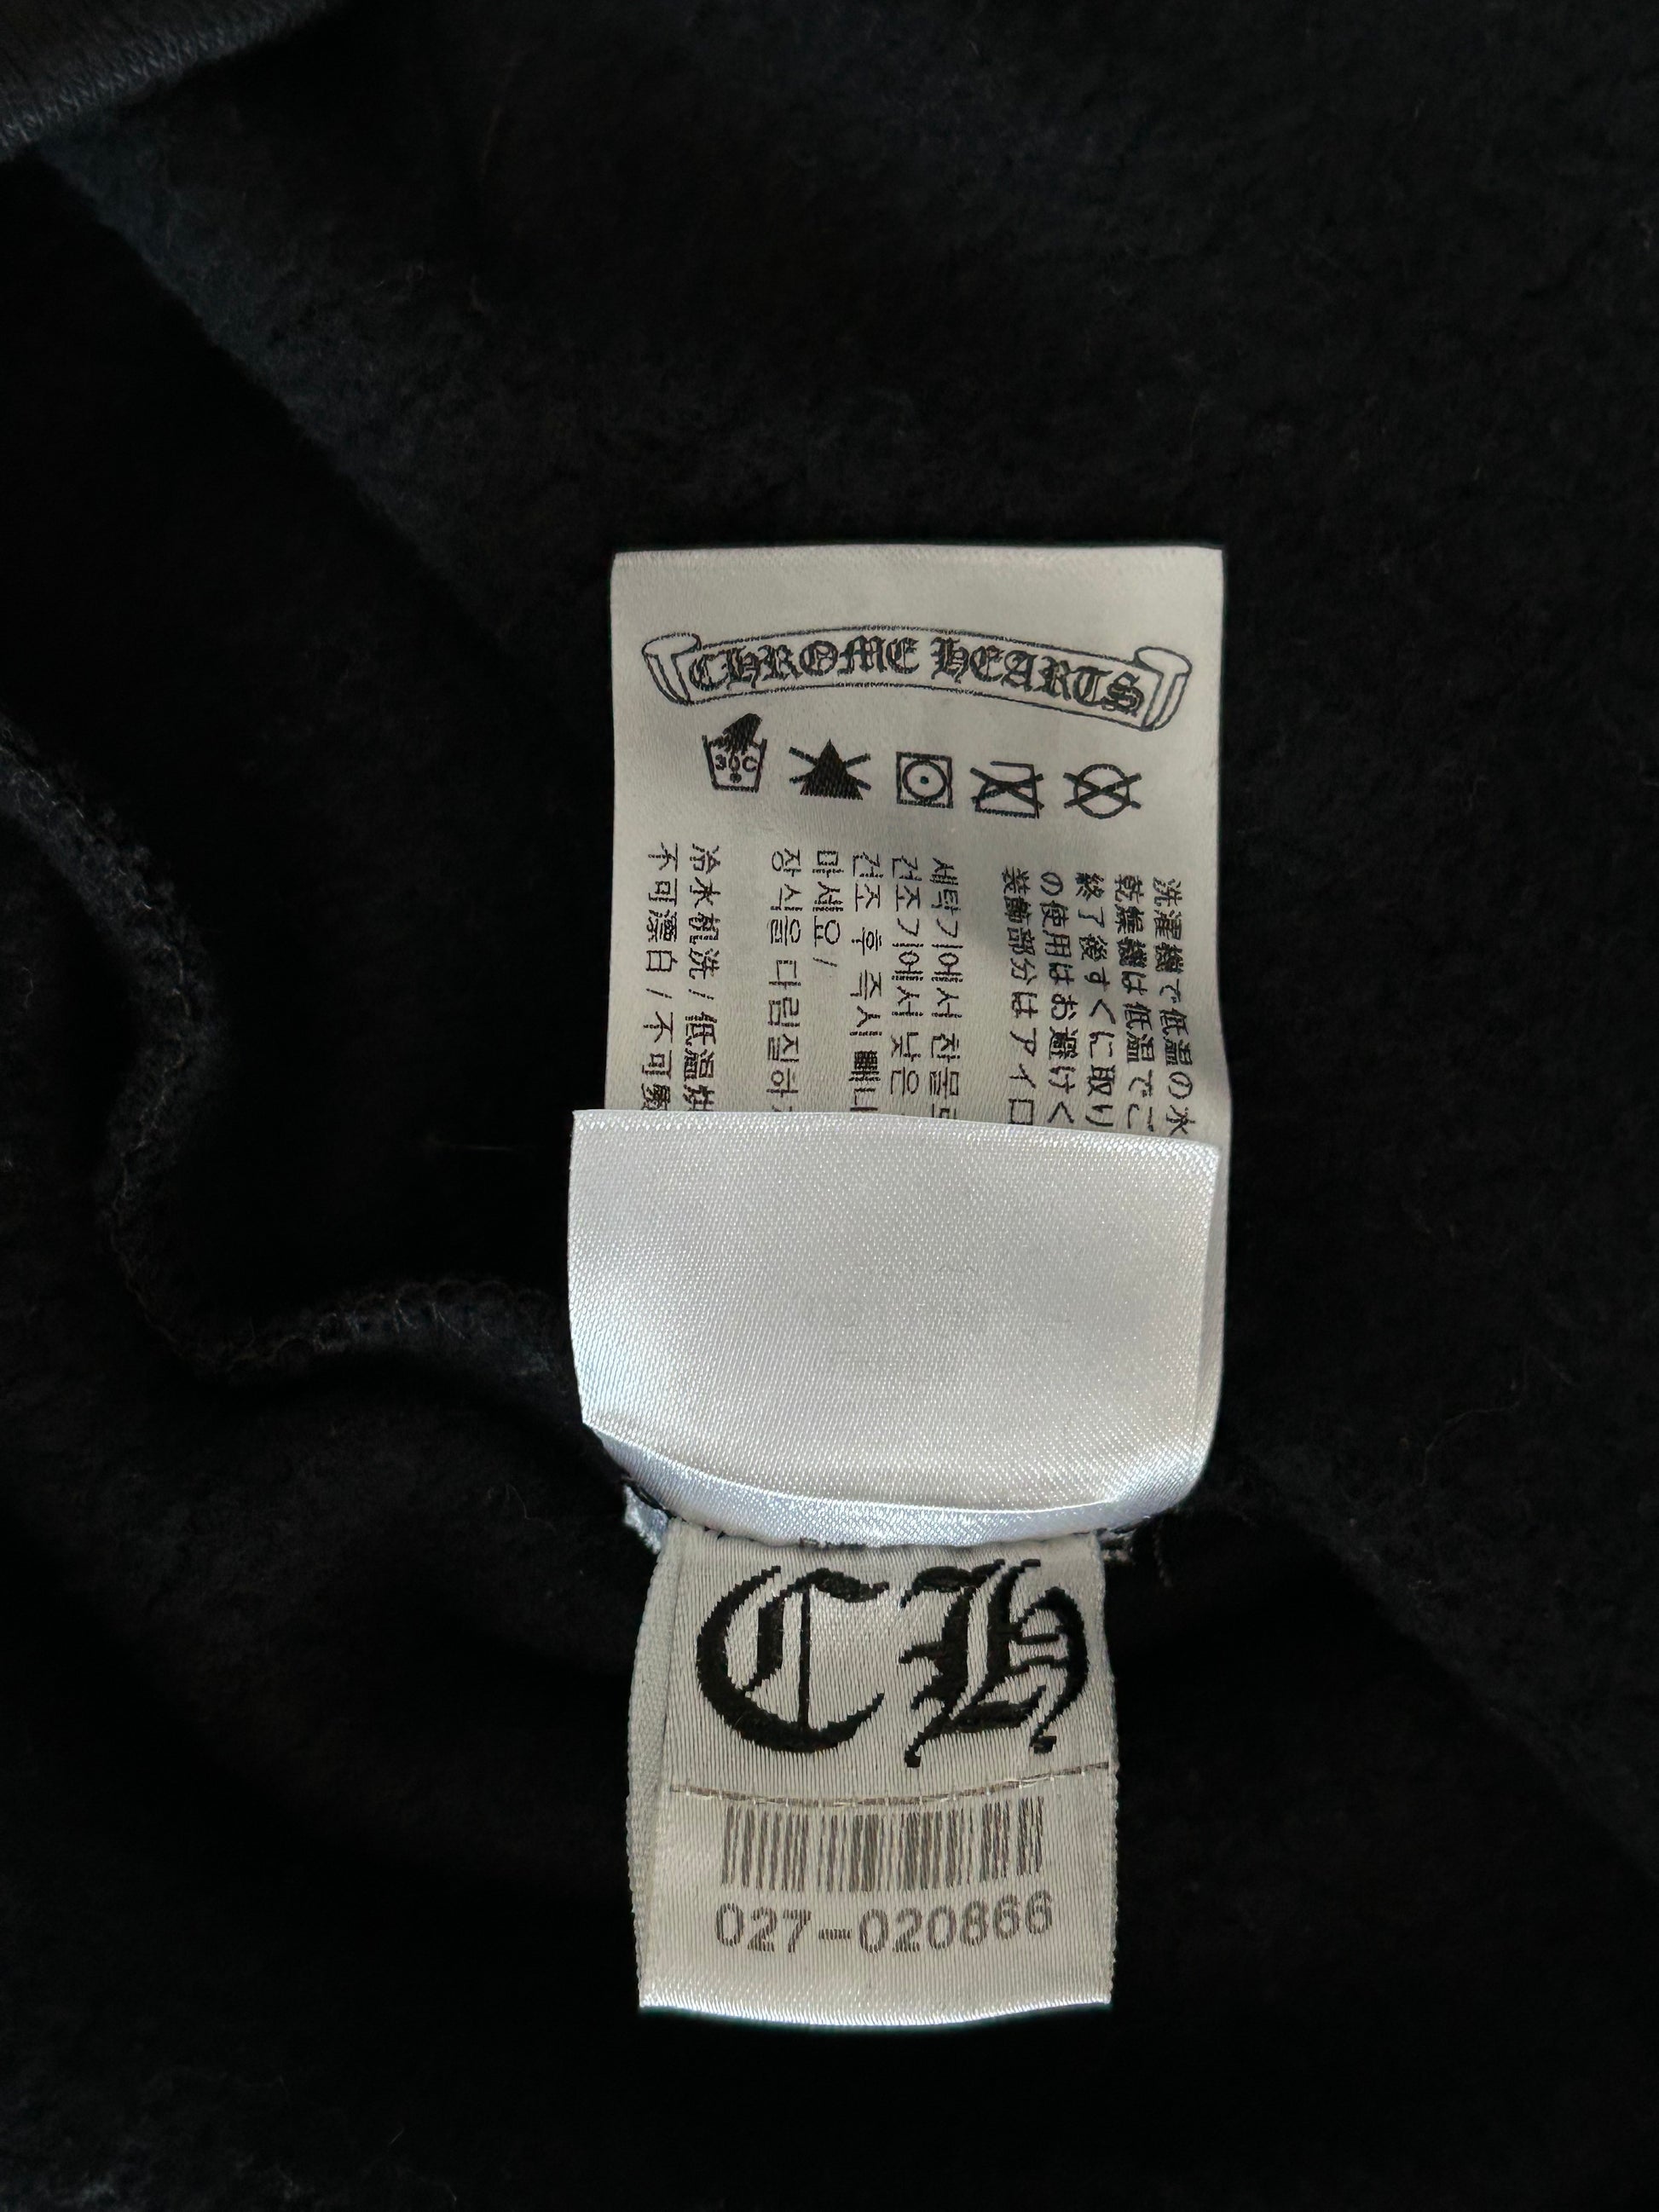 CHROME HEARTS
30C
洗濯機で低温の水
乾燥機は低温でご
終了後すぐに取り
の使用はお避けく
装飾部分はアイロ
세탁기에서 찬물로
건조기에서 낮은
건조 후 즉시 빼내
마세요 /
장식을 다림질하지
冷水机洗 / 低温烘
不可漂白 / 不可熨
CH
027-020866